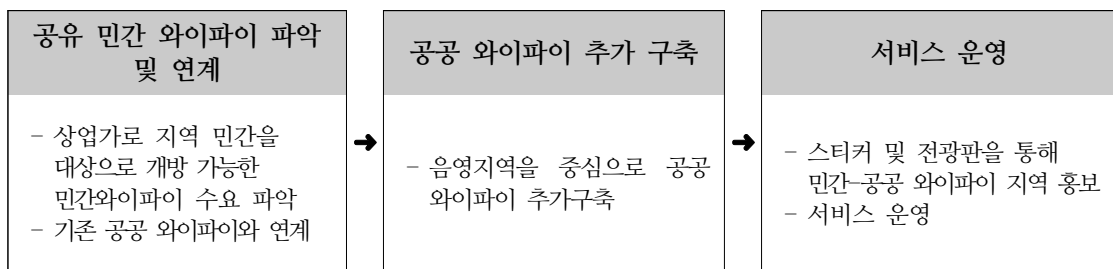 공유 민간 와이파이 파악
및 연계
- 상업가로 지역 민간을
대상으로 개방 가능한
민간와이파이 수요 파악
- 기존 공공 와이파이와 연계
➜
공공 와이파이 추가 구축
- 음영지역을 중심으로 공공
와이파이 추가구축
➜
서비스 운영
- 스티커 및 전광판을 통해
민간-공공 와이파이 지역 홍보
- 서비스 운영